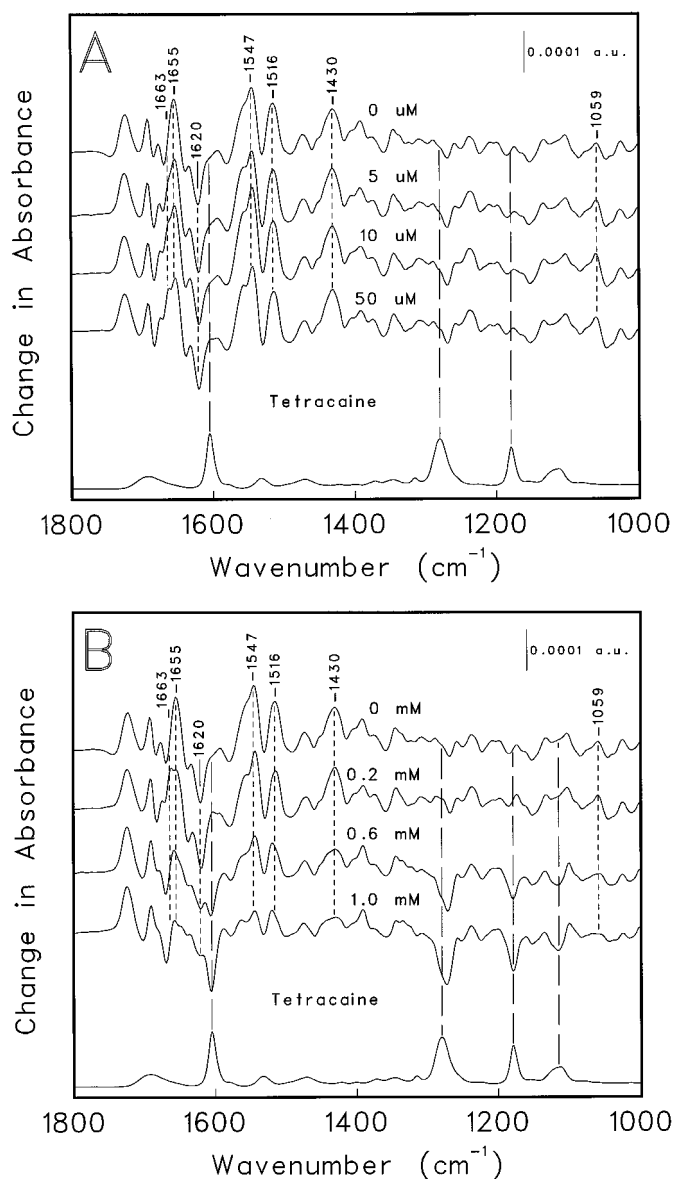 A
0.0001 a.u.
1663
1655
1620
1547
1516
1430
1059
0 uM
5 uM
10 uM
50 uM
Tetracaine
Change in Absorbance
1800 1600 1400 1200 1000
Wavenumber (cm⁻¹)
B
0.0001 a.u.
1663
1655
1620
1547
1516
1430
1059
0 mM
0.2 mM
0.6 mM
1.0 mM
Tetracaine
Change in Absorbance
1800 1600 1400 1200 1000
Wavenumber (cm⁻¹)